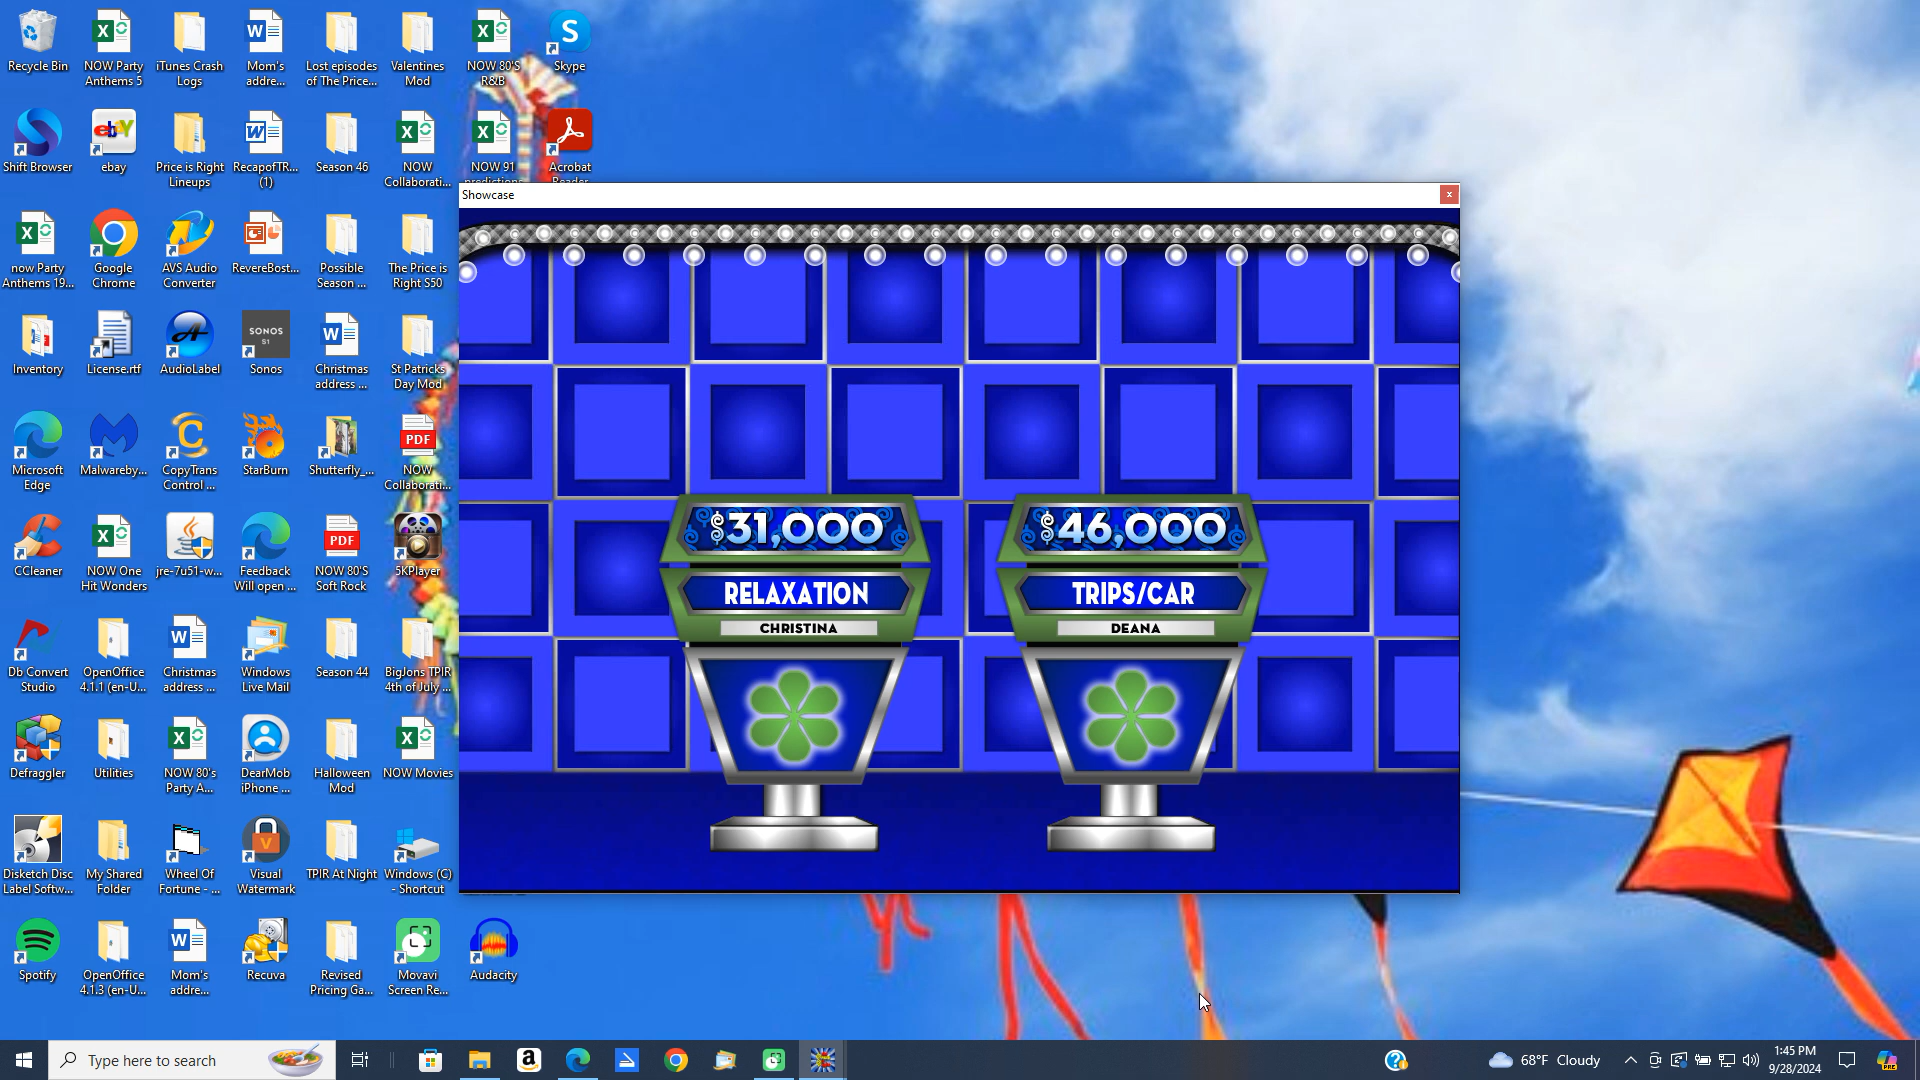 Recycle Bin
NOW Party
Anthems 5
iTunes Crash
Logs
Mom's
addre...
Lost episodes
of The Price...
Valentines
Mod
NOW 80'S
R&B
Skype
Shift Browser
ebay
Price is Right
Lineups
RecapofTR...
(1)
Season 46
NOW
Collaborati...
NOW 91
predictions
Acrobat
Reader
now Party
Anthems 19...
Google
Chrome
AVS Audio
Converter
RevereBost...
Possible
Season ...
The Price is
Right S50
Inventory
License.rtf
AudioLabel
SONOS
S1
Sonos
Christmas
address ...
St Patricks
Day Mod
Microsoft
Edge
Malwareby...
CopyTrans
Control ...
StarBurn
Shutterfly_...
PDF
NOW
Collaborati...
CCleaner
NOW One
Hit Wonders
jre-7u51-w...
Feedback
Will open ...
PDF
NOW 80'S
Soft Rock
5KPlayer
Db Convert
Studio
OpenOffice
4.1.1 (en-U...
Christmas
address ...
Windows
Live Mail
Season 44
BigJons TPIR
4th of July ...
Defraggler
Utilities
NOW 80's
Party A...
DearMob
iPhone ...
Halloween
Mod
NOW Movies
Disketch Disc
Label Softw...
My Shared
Folder
Wheel Of
Fortune - ...
Visual
Watermark
TPIR At Night
Windows (C)
- Shortcut
Spotify
OpenOffice
4.1.3 (en-U...
Mom's
addre...
Recuva
Revised
Pricing Ga...
Movavi
Screen Re...
Audacity
Showcase
$31,000
RELAXATION
CHRISTINA
$46,000
TRIPS/CAR
DEANA
Type here to search
68°F Cloudy
1:45 PM
9/28/2024